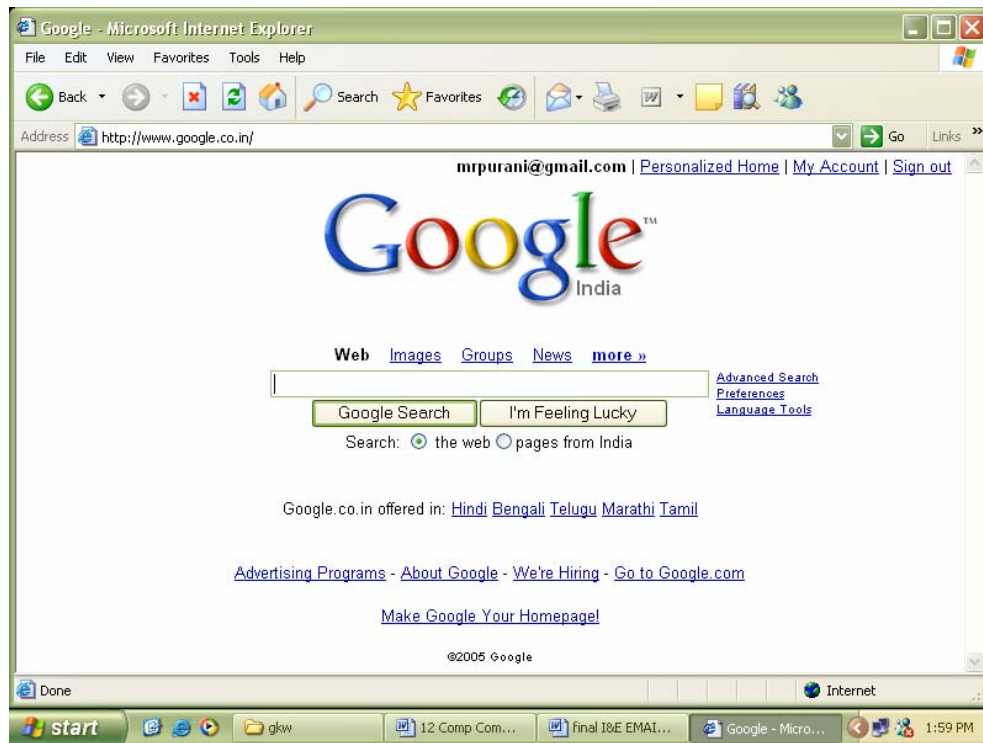 Google - Microsoft Internet Explorer
File Edit View Favorites Tools Help
Back Search Favorites
Address http://www.google.co.in/ Go Links »
mrpurani@gmail.com | Personalized Home | My Account | Sign out
Google™
India
Web Images Groups News more »
Advanced Search
Preferences
Language Tools
Google Search I'm Feeling Lucky
Search: the web pages from India
Google.co.in offered in: Hindi Bengali Telugu Marathi Tamil
Advertising Programs - About Google - We're Hiring - Go to Google.com
Make Google Your Homepage!
©2005 Google
Done Internet
start gkw 12 Comp Com... final I&E EMAI... Google - Micro... 1:59 PM